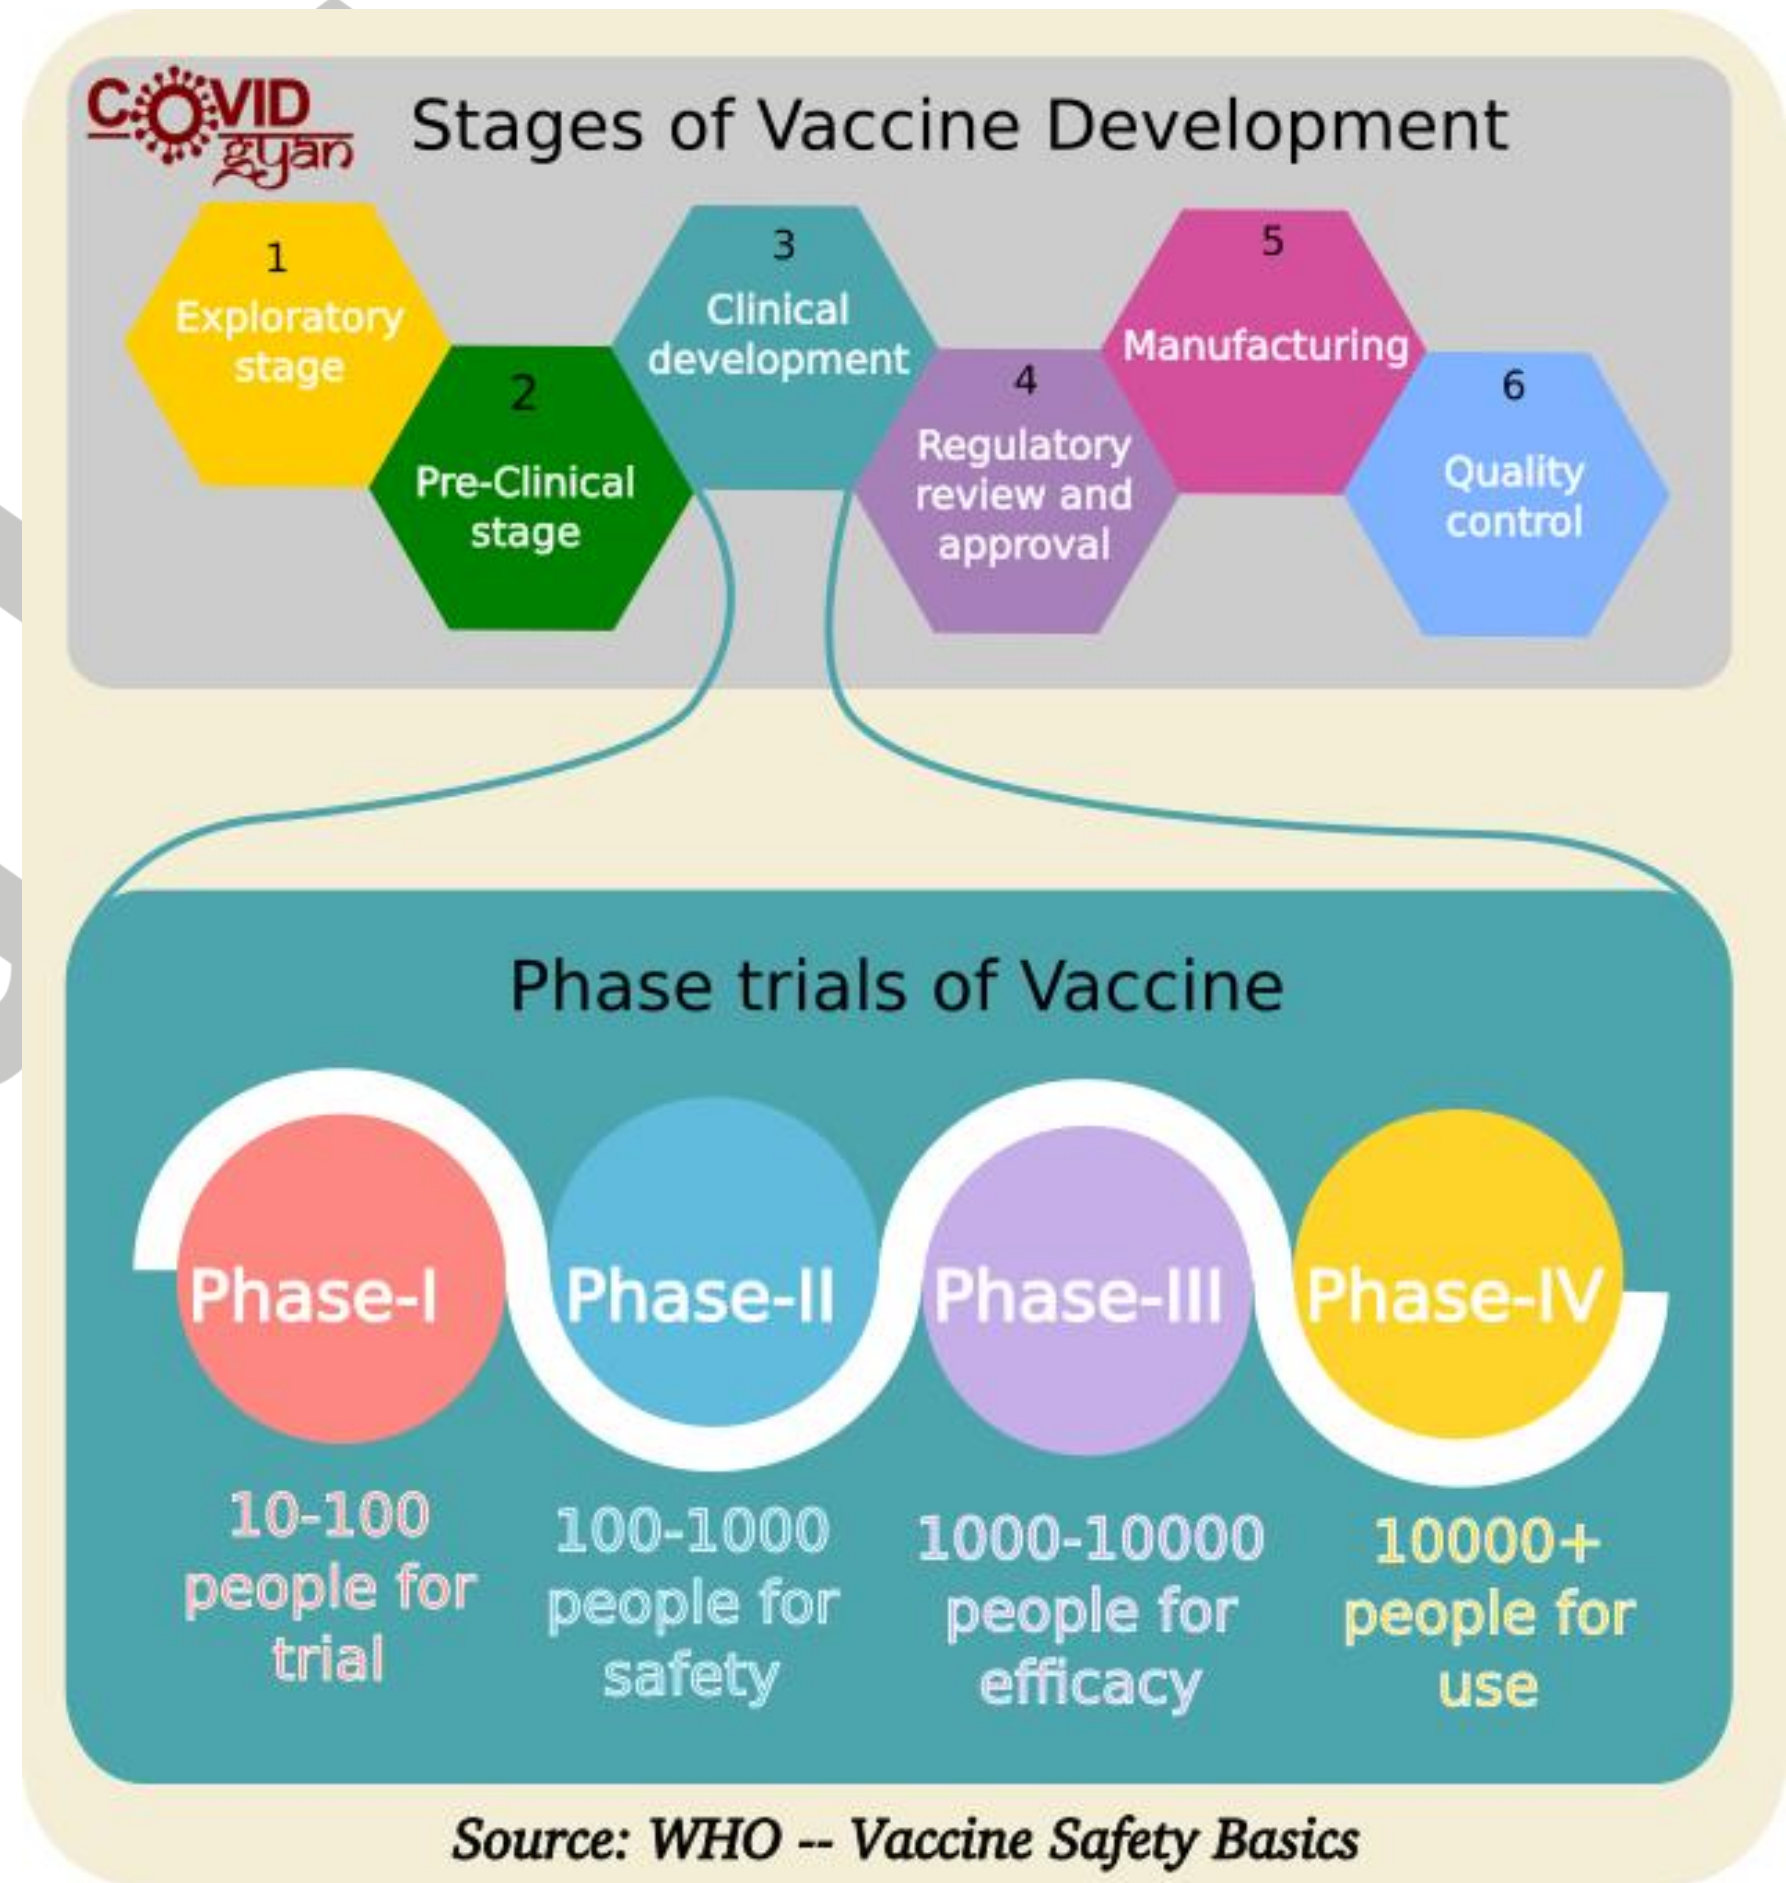 COVID
gyan
Stages of Vaccine Development
1
Exploratory
stage
2
Pre-Clinical
stage
3
Clinical
development
4
Regulatory
review and
approval
5
Manufacturing
6
Quality
control
Phase trials of Vaccine
Phase-I
10-100
people for
trial
Phase-II
100-1000
people for
safety
Phase-III
1000-10000
people for
efficacy
Phase-IV
10000+
people for
use
Source: WHO -- Vaccine Safety Basics